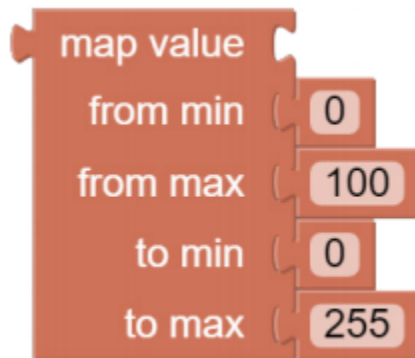 map value
from min 0
from max 100
to min 0
to max 255